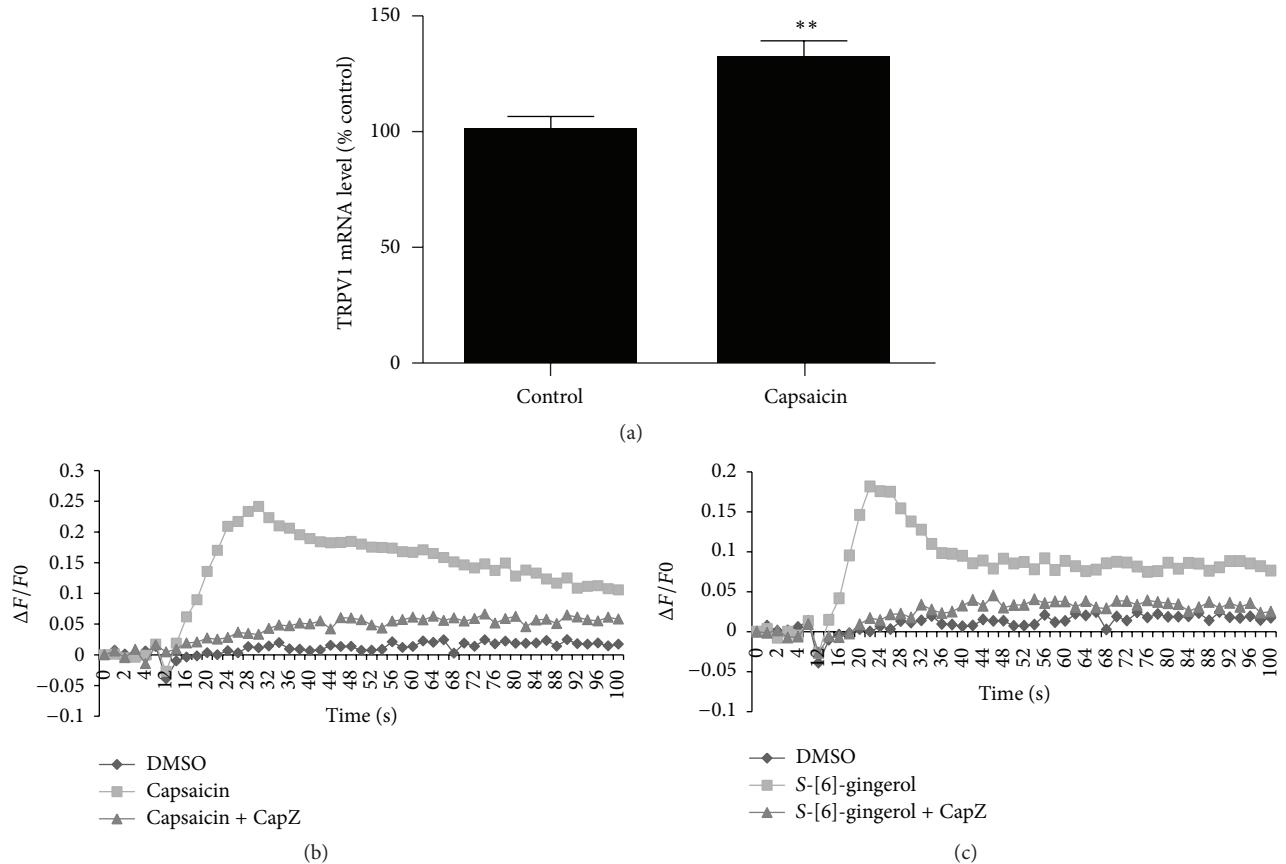 150
100
50
0
TRPV1 mRNA level (% control)
**
Control
Capsaicin
(a)
0.3
0.25
0.2
0.15
0.1
0.05
0
−0.05
−0.1
ΔF/F0
0 2 4 6 12 16 20 24 28 32 36 40 44 48 52 56 60 64 68 72 76 80 84 88 92 96 100
Time (s)
DMSO
Capsaicin
Capsaicin + CapZ
(b)
0.2
0.15
0.1
0.05
0
−0.05
−0.1
ΔF/F0
0 2 4 6 12 16 20 24 28 32 36 40 44 48 52 56 60 64 68 72 76 80 84 88 92 96 100
Time (s)
DMSO
S-[6]-gingerol
S-[6]-gingerol + CapZ
(c)